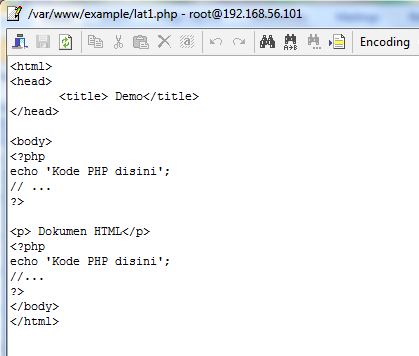 /var/www/example/lat1.php - root@192.168.56.101
Encoding
<html>
<head>
<title> Demo</title>
</head>
<body>
<?php
echo 'Kode PHP disini';
// ...
?>
<p> Dokumen HTML</p>
<?php
echo 'Kode PHP disini';
//...
?>
</body>
</html>